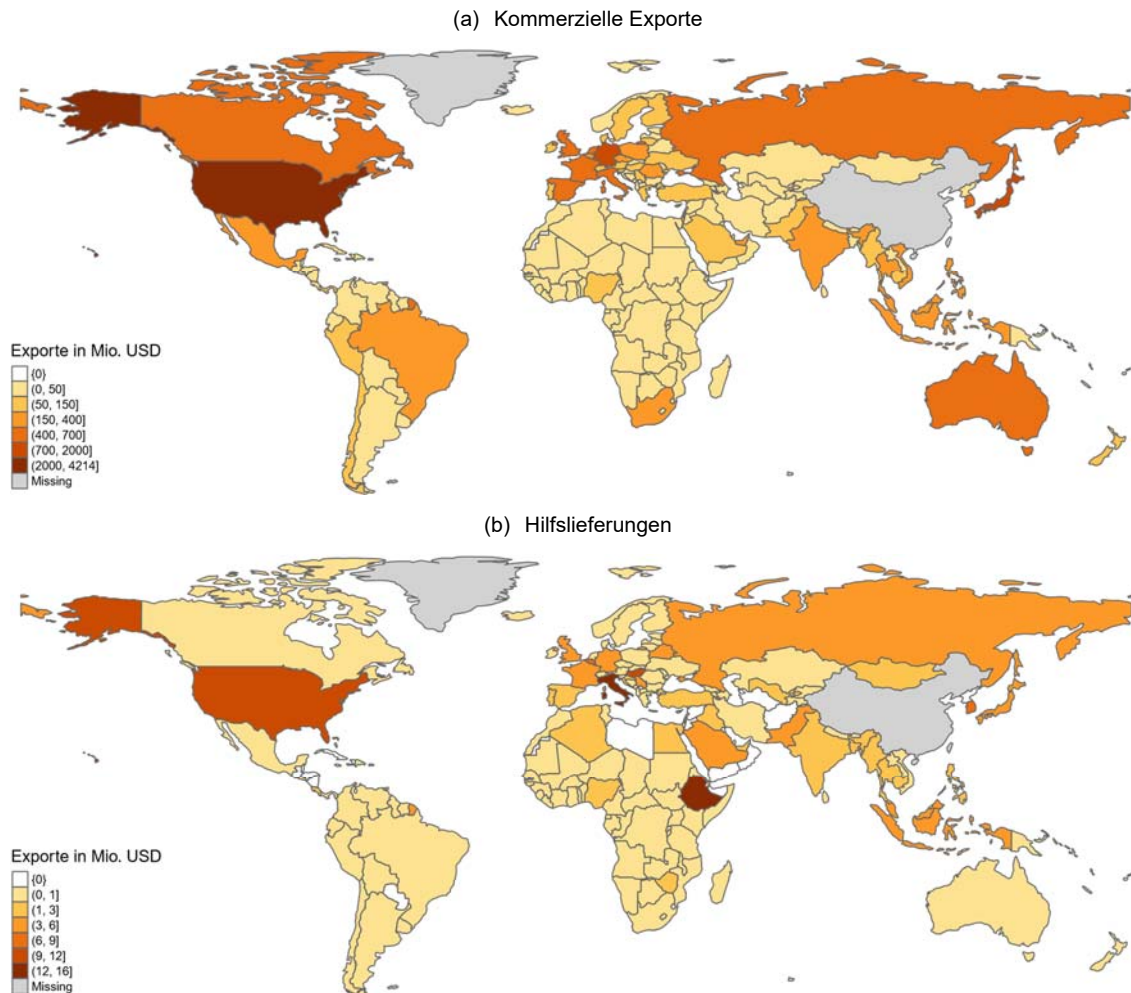 (a) Kommerzielle Exporte
Exporte in Mio. USD
{0}
(0, 50]
(50, 150]
(150, 400]
(400, 700]
(700, 2000]
(2000, 4214]
Missing
(b) Hilfslieferungen
Exporte in Mio. USD
{0}
(0, 1]
(1, 3]
(3, 6]
(6, 9]
(9, 12]
(12, 16]
Missing